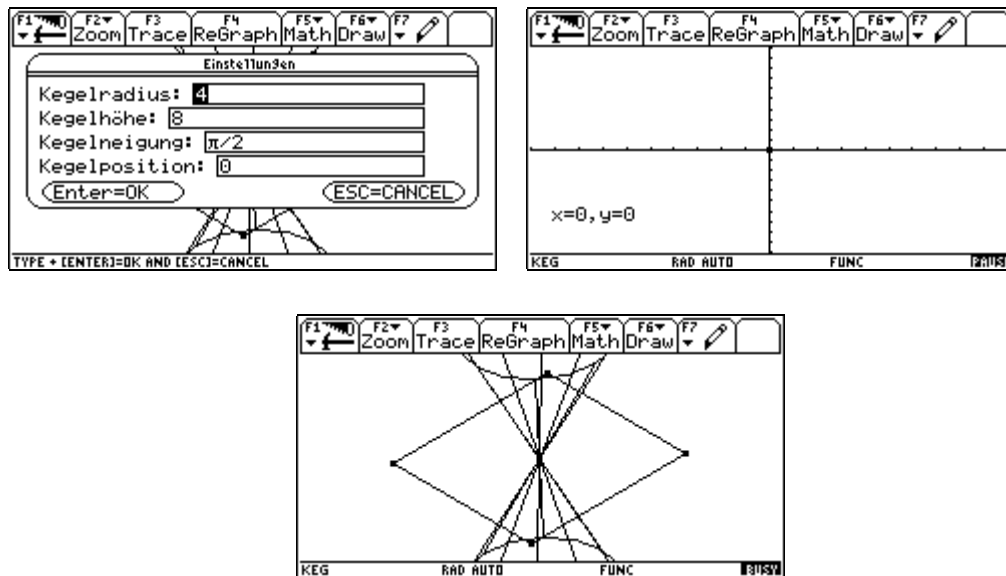 F1 F2 F3 F4 F5 F6 F7
Zoom Trace ReGraph Math Draw
Einstellungen
Kegelradius: 4
Kegelhöhe: 8
Kegelneigung: π/2
Kegelposition: 0
Enter=OK ESC=CANCEL
TYPE + [ENTER]=OK AND [ESC]=CANCEL
F1 F2 F3 F4 F5 F6 F7
Zoom Trace ReGraph Math Draw
x=0,y=0
KEG RAD AUTO FUNC PAUS
F1 F2 F3 F4 F5 F6 F7
Zoom Trace ReGraph Math Draw
KEG RAD AUTO FUNC BUSY